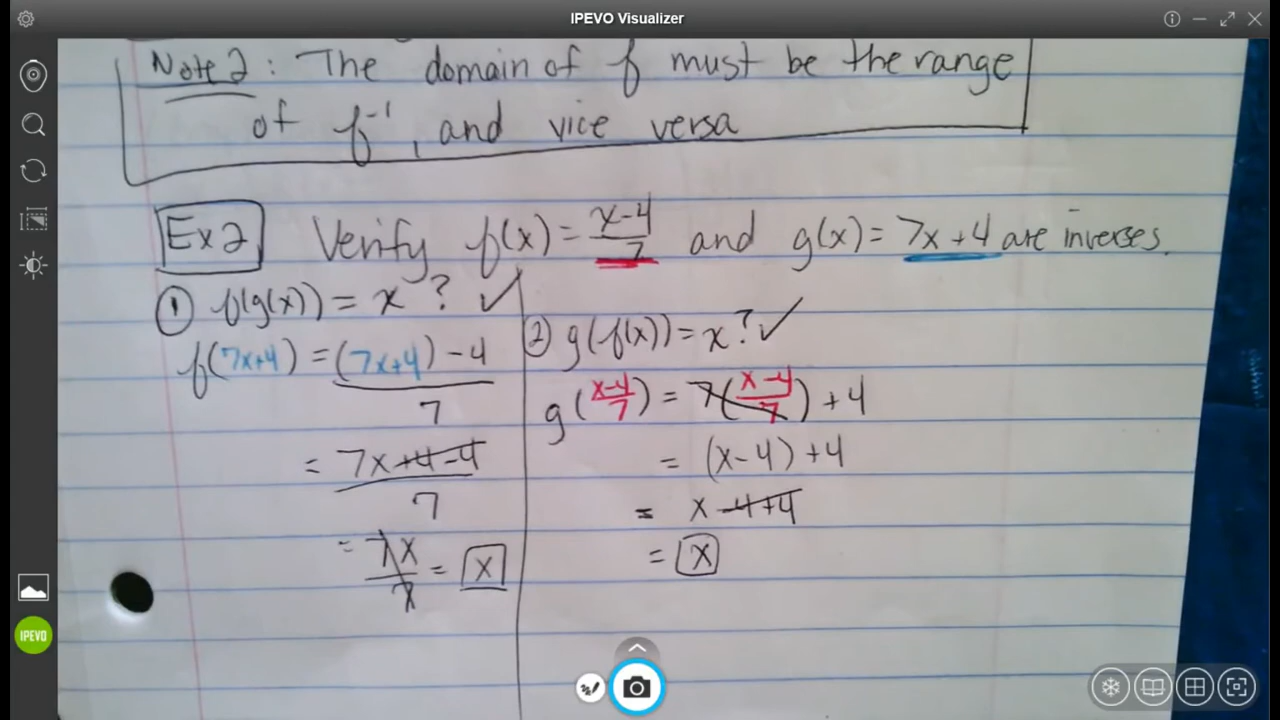 IPEVO Visualizer
Note 2: The domain of f must be the range
of f⁻¹, and vice versa
Ex 2 Verify f(x) = (x-4)/7 and g(x) = 7x+4 are inverses.
① f(g(x)) = x ? ✓
f(7x+4) = ((7x+4) - 4)/7
= (7x+4-4)/7
= 7x/7 = x
② g(f(x)) = x? ✓
g((x-4)/7) = 7((x-4)/7) + 4
= (x-4) +4
= x -4+4
= x
IPEVO